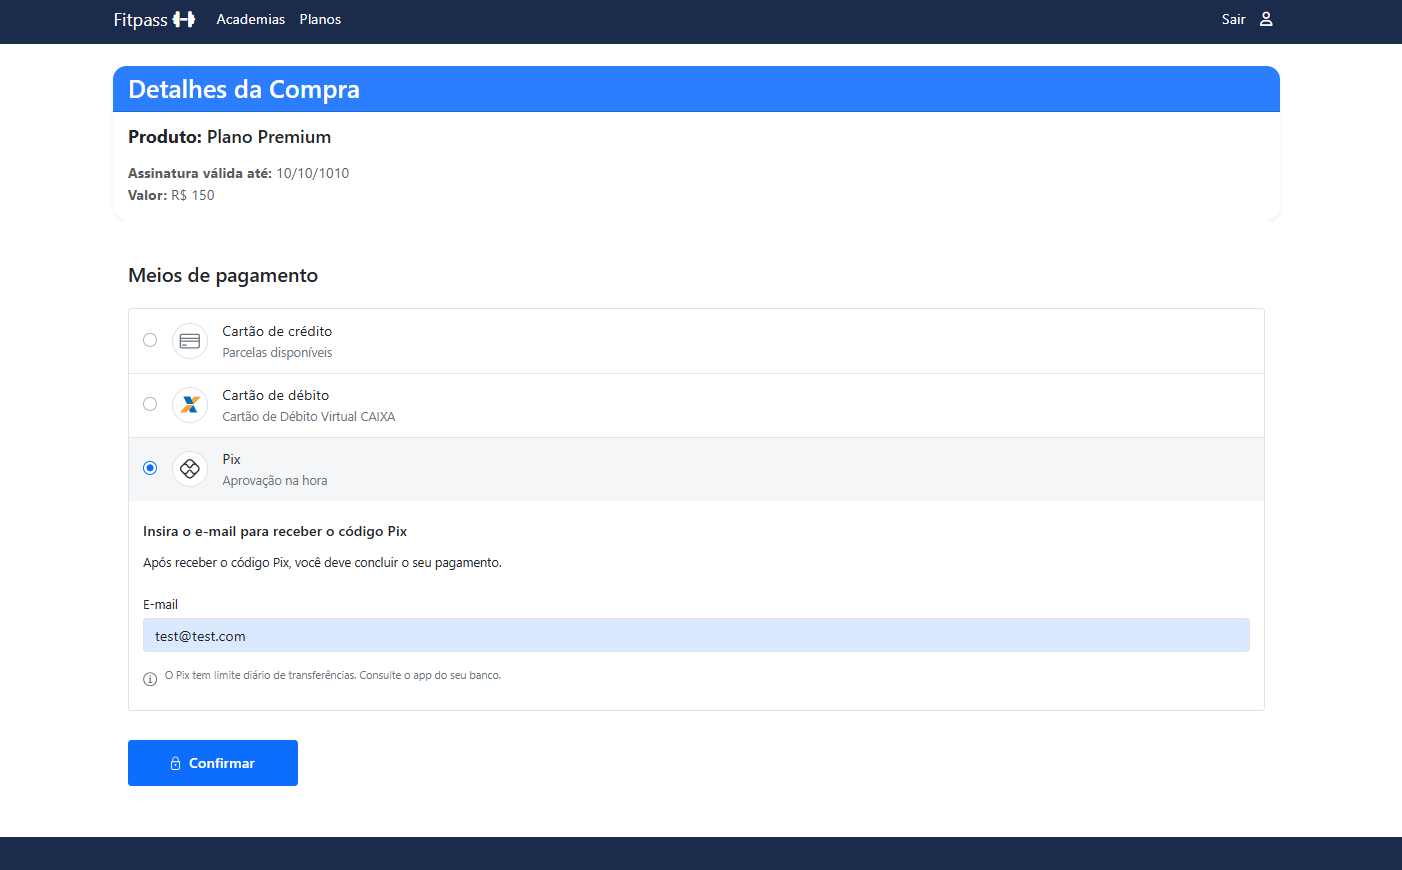 Fitpass Academias Planos Sair
Detalhes da Compra
Produto: Plano Premium
Assinatura válida até: 10/10/1010
Valor: R$ 150
Meios de pagamento
Cartão de crédito
Parcelas disponíveis
Cartão de débito
Cartão de Débito Virtual CAIXA
Pix
Aprovação na hora
Insira o e-mail para receber o código Pix
Após receber o código Pix, você deve concluir o seu pagamento.
E-mail
test@test.com
O Pix tem limite diário de transferências. Consulte o app do seu banco.
Confirmar